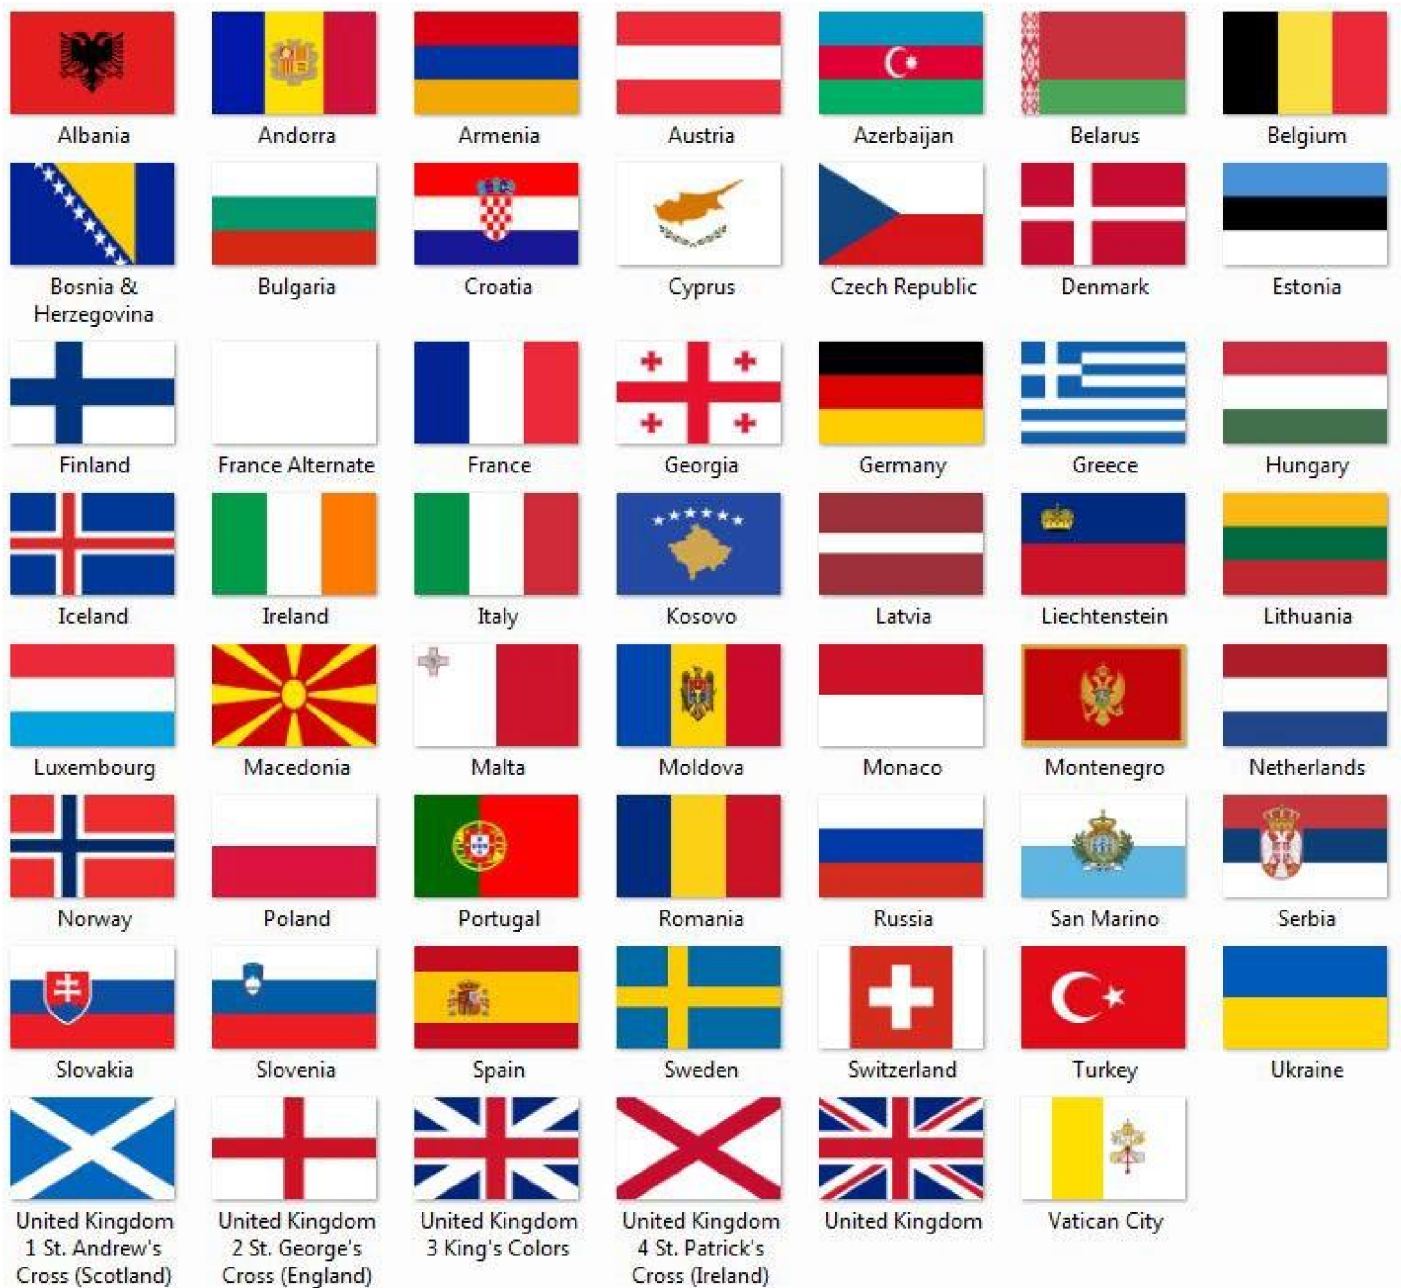 Albania
Andorra
Armenia
Austria
Azerbaijan
Belarus
Belgium
Bosnia &
Herzegovina
Bulgaria
Croatia
Cyprus
Czech Republic
Denmark
Estonia
Finland
France Alternate
France
Georgia
Germany
Greece
Hungary
Iceland
Ireland
Italy
Kosovo
Latvia
Liechtenstein
Lithuania
Luxembourg
Macedonia
Malta
Moldova
Monaco
Montenegro
Netherlands
Norway
Poland
Portugal
Romania
Russia
San Marino
Serbia
Slovakia
Slovenia
Spain
Sweden
Switzerland
Turkey
Ukraine
United Kingdom
1 St. Andrew's
Cross (Scotland)
United Kingdom
2 St. George's
Cross (England)
United Kingdom
3 King's Colors
United Kingdom
4 St. Patrick's
Cross (Ireland)
United Kingdom
Vatican City